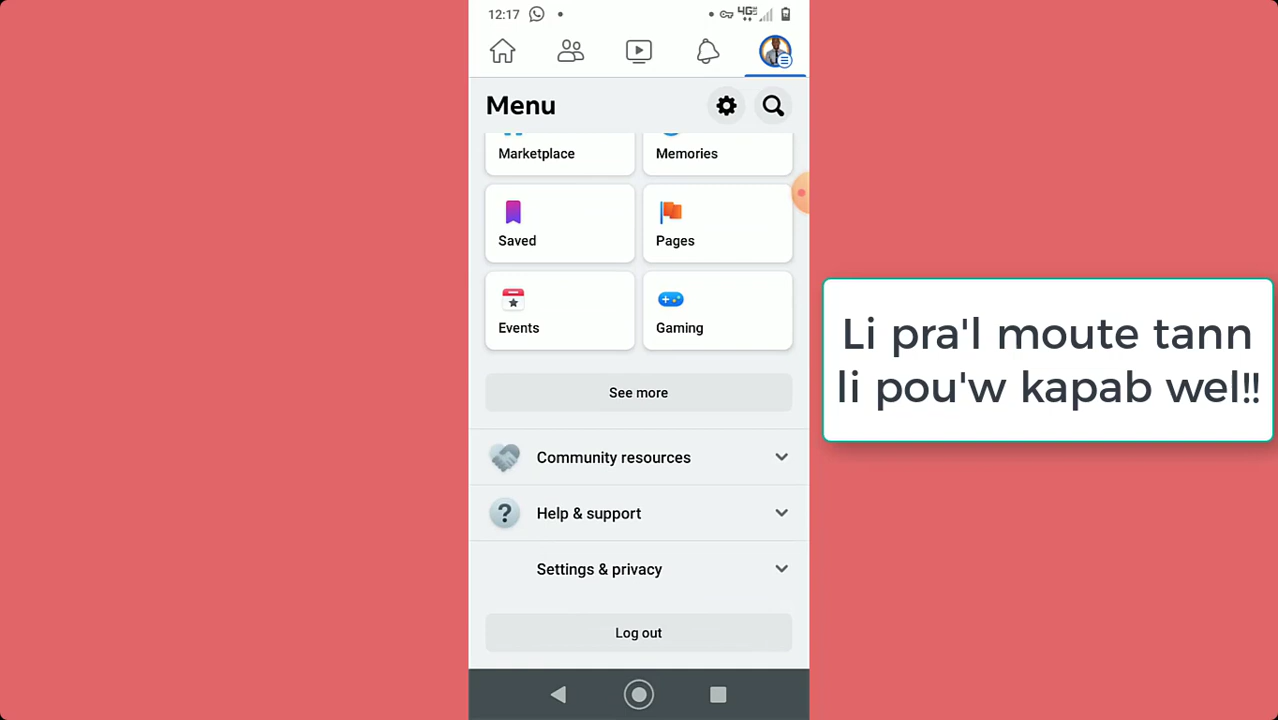 12:17
4G
Menu
Marketplace
Memories
Saved
Pages
Events
Gaming
See more
Community resources
Help & support
Settings & privacy
Log out
Li pra'l moute tann
li pou'w kapab wel!!